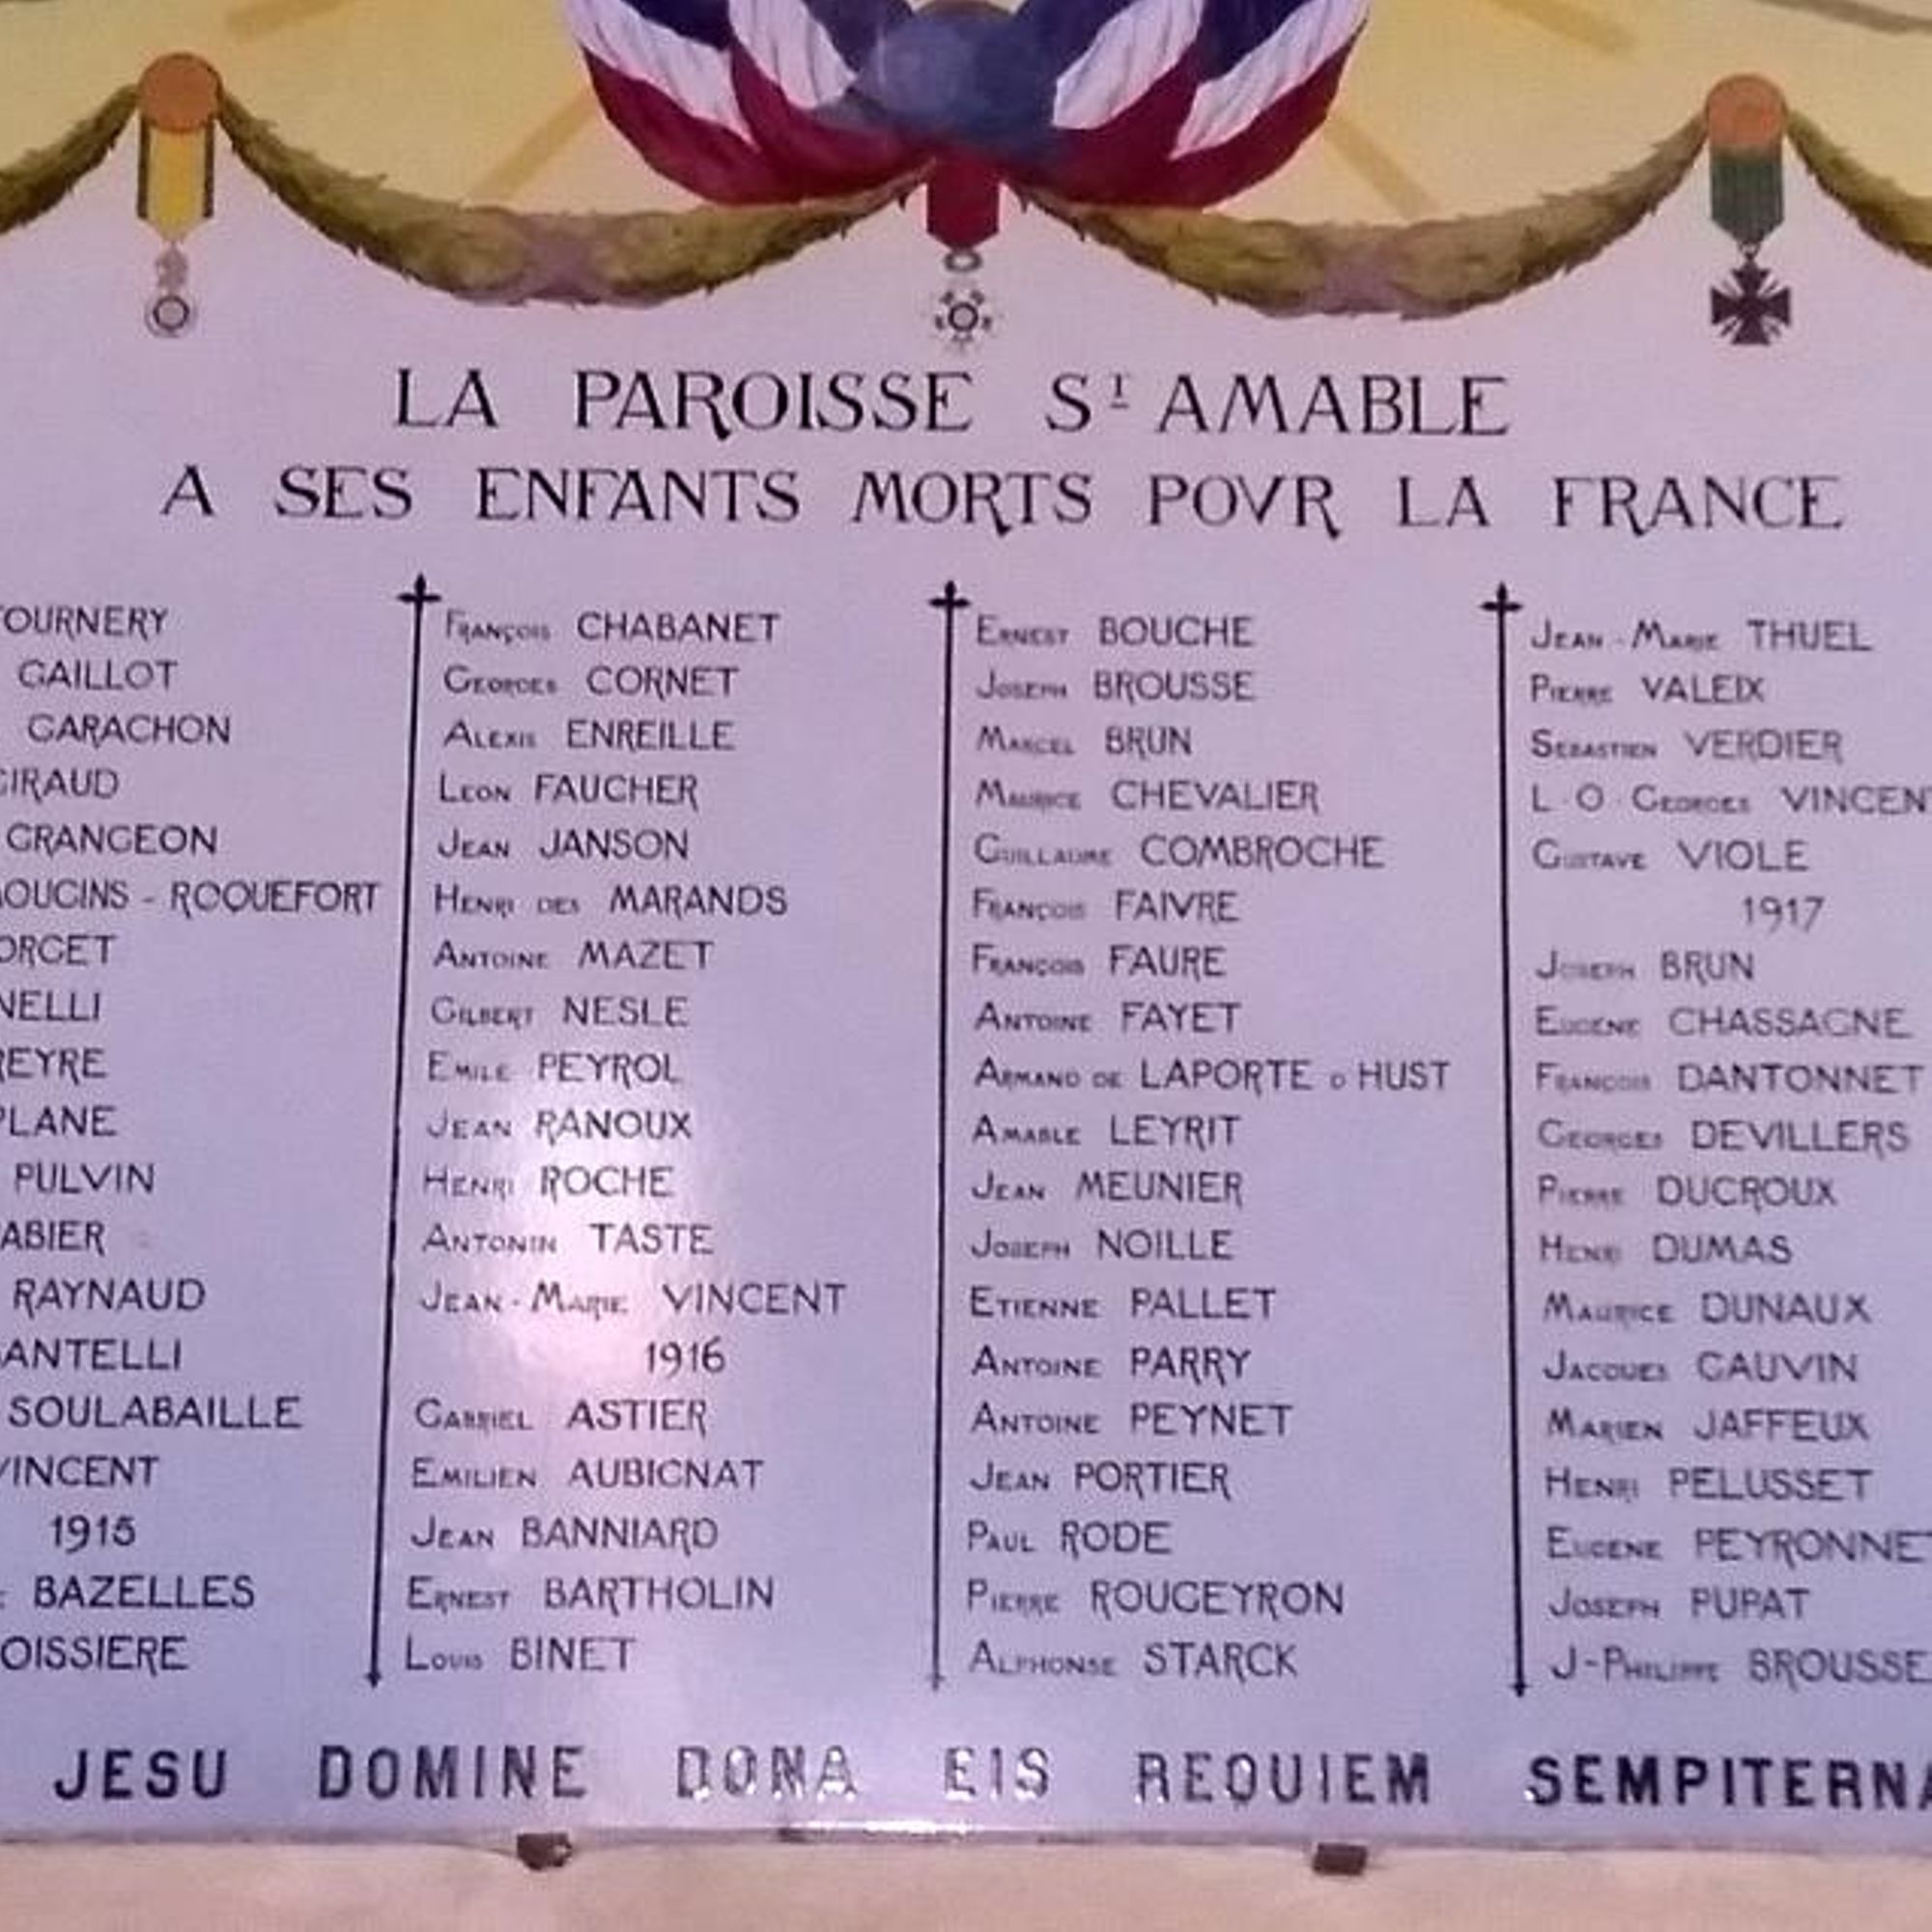 LA PAROISSE ST AMABLE
A SES ENFANTS MORTS POVR LA FRANCE
OURNERY
GAILLOT
GARACHON
GIRAUD
GRANGEON
MOUCINS - ROQUEFORT
ORGET
NELLI
REYRE
PLANE
PULVIN
ABIER
RAYNAUD
ANTELLI
SOULABAILLE
VINCENT
1915
BAZELLES
OISSIERE
François CHABANET
Georges CORNET
Alexis ENREILLE
Leon FAUCHER
Jean JANSON
Henri des MARANDS
Antoine MAZET
Gilbert NESLE
Emile PEYROL
Jean RANOUX
Henri ROCHE
Antonin TASTE
Jean-Marie VINCENT
1916
Gabriel ASTIER
Emilien AUBIGNAT
Jean BANNIARD
Ernest BARTHOLIN
Louis BINET
Ernest BOUCHE
Joseph BROUSSE
Marcel BRUN
Maurice CHEVALIER
Guillaume COMBROCHE
François FAIVRE
François FAURE
Antoine FAYET
Armand de LAPORTE d HUST
Amable LEYRIT
Jean MEUNIER
Joseph NOILLE
Etienne PALLET
Antoine PARRY
Antoine PEYNET
Jean PORTIER
Paul RODE
Pierre ROUGEYRON
Alphonse STARCK
Jean-Marie THUEL
Pierre VALEIX
Sebastien VERDIER
L·O·Georges VINCENT
Gustave VIOLE
1917
Joseph BRUN
Eugene CHASSAGNE
François DANTONNET
Georges DEVILLERS
Pierre DUCROUX
Henri DUMAS
Maurice DUNAUX
Jacques GAUVIN
Marien JAFFEUX
Henri PELUSSET
Eugene PEYRONNET
Joseph PUPAT
J-Philippe BROUSSE
JESU DOMINE DONA EIS REQUIEM SEMPITERNA